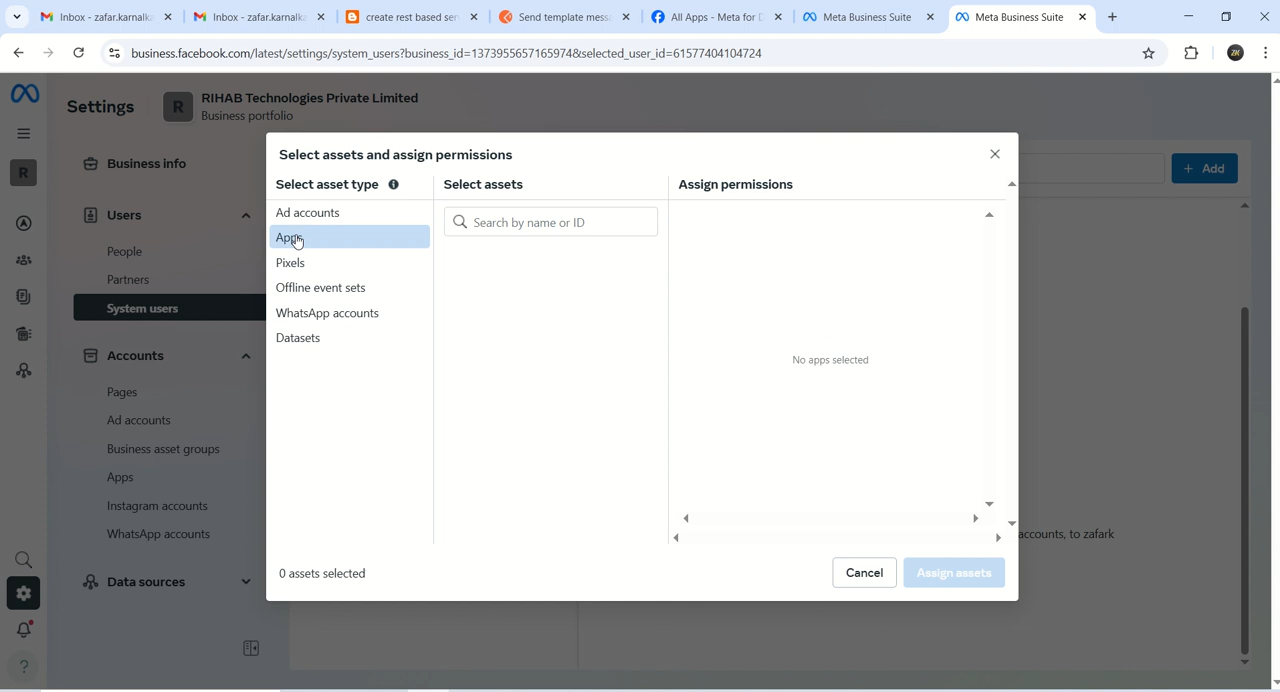 Inbox - zafar.karnalka
Inbox - zafar.karnalka
create rest based ser
Send template mess
All Apps - Meta for D
Meta Business Suite
Meta Business Suite
business.facebook.com/latest/settings/system_users?business_id=1373955657165974&selected_user_id=61577404104724
ZK
Settings
R
RIHAB Technologies Private Limited
Business portfolio
R
Business info
Users
People
Partners
System users
Accounts
Pages
Ad accounts
Business asset groups
Apps
Instagram accounts
WhatsApp accounts
Data sources
?
+ Add
accounts, to zafark
Select assets and assign permissions
Select asset type
Select assets
Assign permissions
Ad accounts
Apps
Pixels
Offline event sets
WhatsApp accounts
Datasets
Search by name or ID
No apps selected
0 assets selected
Cancel
Assign assets